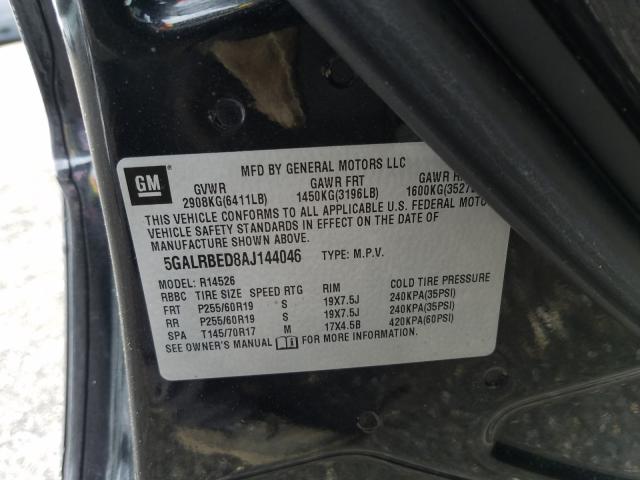 GM
MFD BY GENERAL MOTORS LLC
GVWR GAWR FRT GAWR
2908KG(6411LB) 1450KG(3196LB) 1600KG(352
THIS VEHICLE CONFORMS TO ALL APPLICABLE U.S. FEDERAL MOTO
VEHICLE SAFETY STANDARDS IN EFFECT ON THE DATE OF
MANUFACTURE SHOWN ABOVE.
5GALRBED8AJ144046 TYPE: M.P.V.
MODEL: R14526
RBBC TIRE SIZE SPEED RTG RIM COLD TIRE PRESSURE
FRT P255/60R19 S 19X7.5J 240KPA(35PSI)
RR P255/60R19 S 19X7.5J 240KPA(35PSI)
SPA T145/70R17 M 17X4.5B 420KPA(60PSI)
SEE OWNER'S MANUAL FOR MORE INFORMATION.